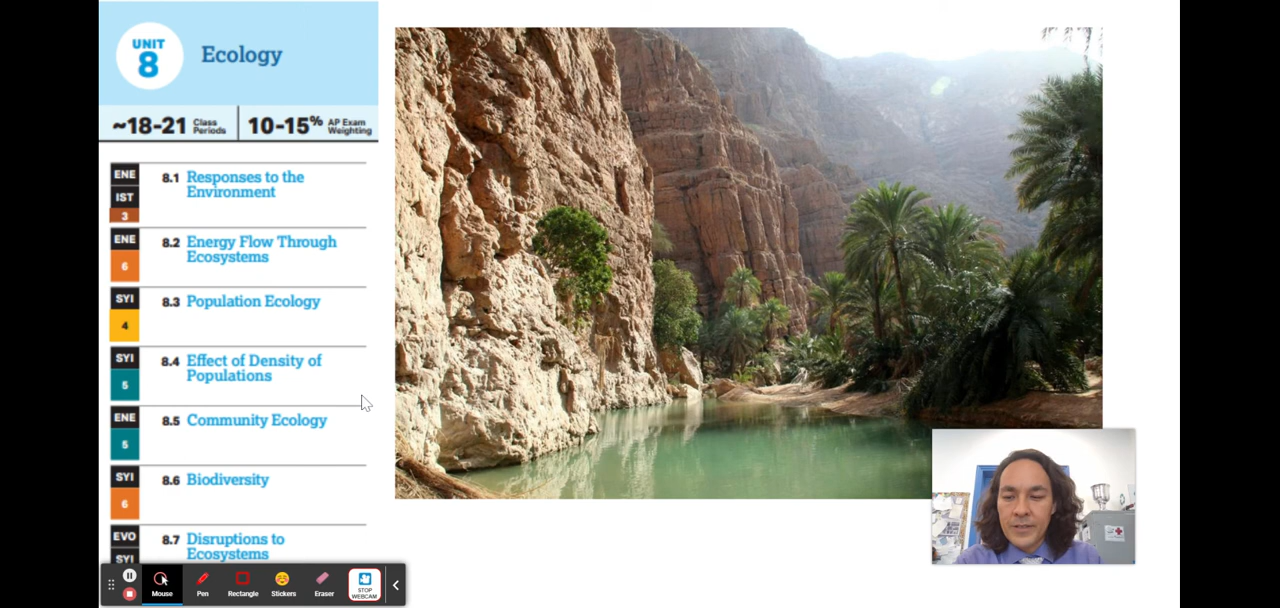 UNIT
8
Ecology
~18-21 Class Periods
10-15% AP Exam Weighting
ENE
IST
3
8.1 Responses to the
Environment
ENE
6
8.2 Energy Flow Through
Ecosystems
SYI
4
8.3 Population Ecology
SYI
5
8.4 Effect of Density of
Populations
ENE
5
8.5 Community Ecology
SYI
6
8.6 Biodiversity
EVO
SYI
8.7 Disruptions to
Ecosystems
Mouse
Pen
Rectangle
Stickers
Eraser
STOP
WEBCAM